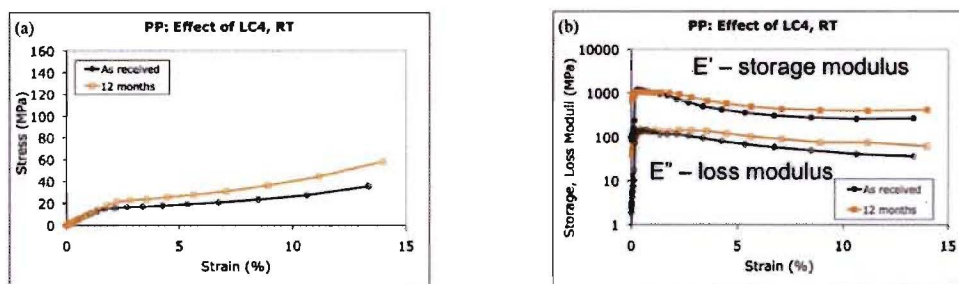 (a)
PP: Effect of LC4, RT
160
140
120
100
80
60
40
20
0
Stress (MPa)
As received
12 months
0
5
10
15
Strain (%)
(b)
PP: Effect of LC4, RT
10000
1000
100
10
1
Storage, Loss Moduli (MPa)
E' – storage modulus
E" – loss modulus
As received
12 months
0
5
10
15
Strain (%)